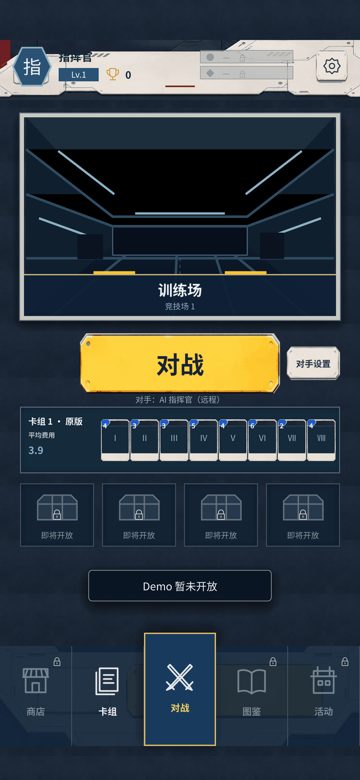 指
指挥官
Lv.1
0
训练场
竞技场 1
对战
对手设置
对手：AI 指挥官（远程）
卡组 1 · 原版
平均费用
3.9
4 3 3 5 4 6 2 4
I II III IV V VI VII VIII
即将开放 即将开放 即将开放 即将开放
Demo 暂未开放
商店 卡组 对战 图鉴 活动